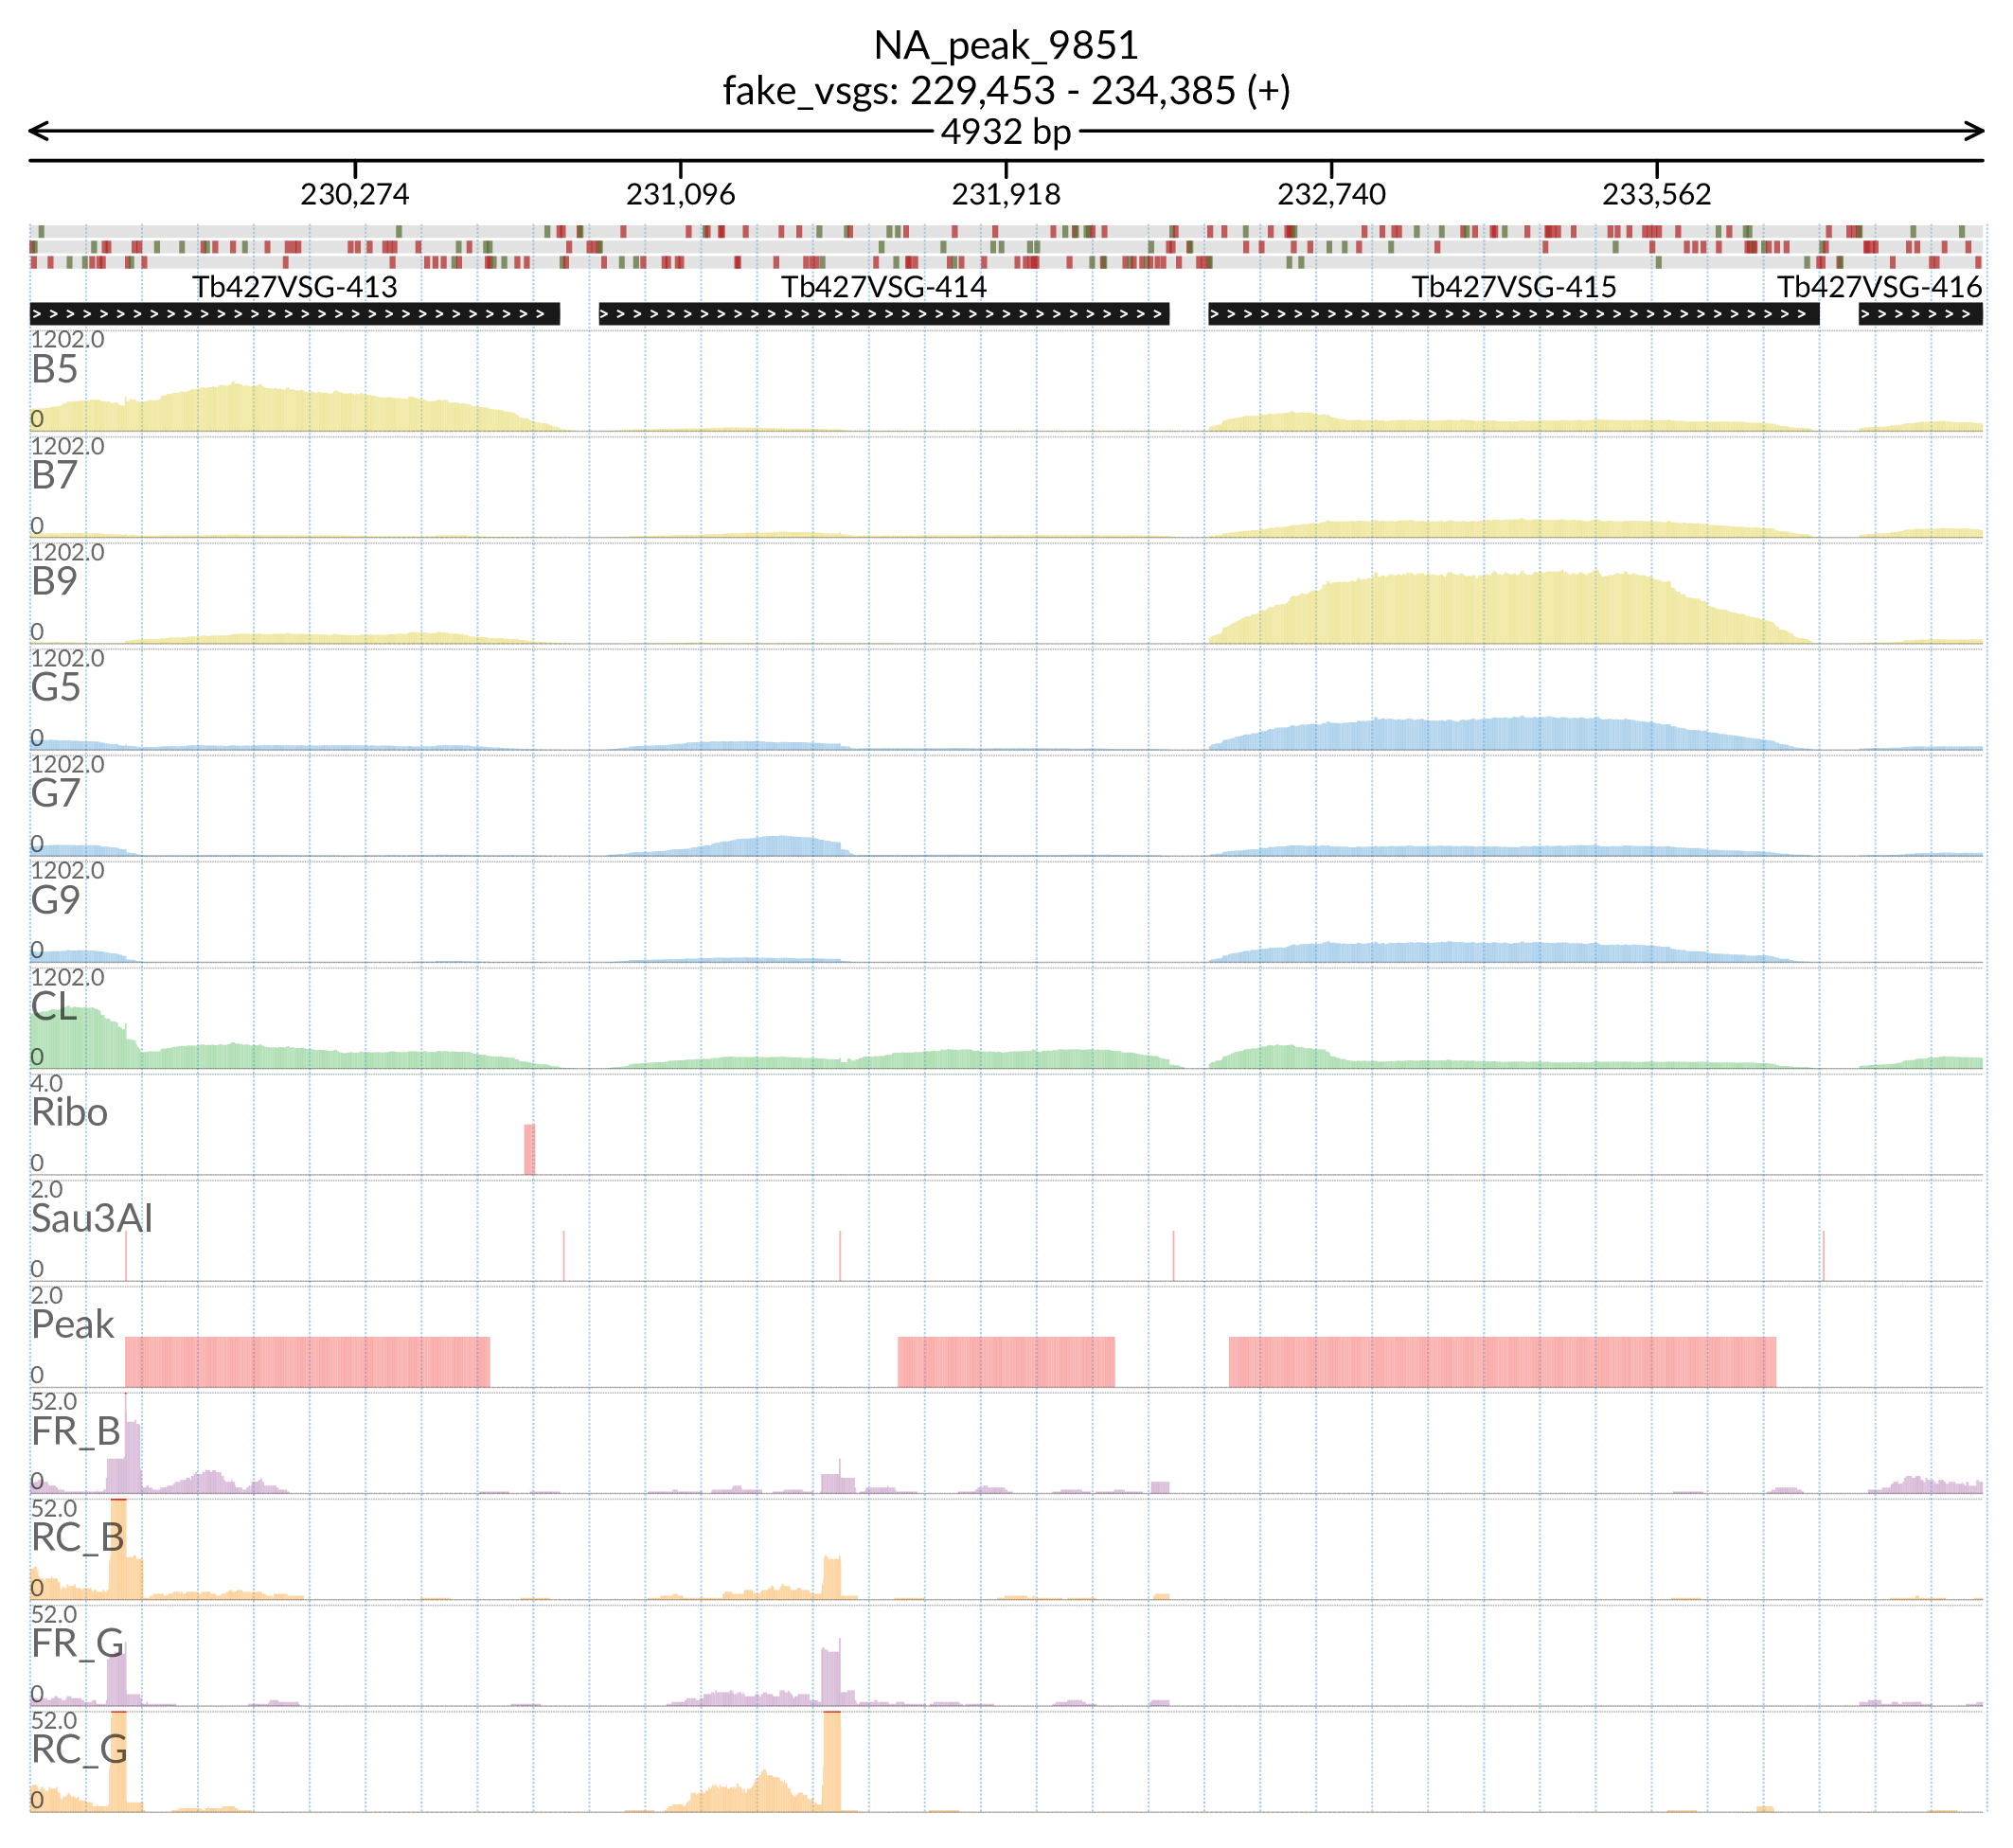 NA_peak_9851
fake_vsgs: 229,453 - 234,385 (+)
4932 bp
230,274 231,096 231,918 232,740 233,562
Tb427VSG-413 Tb427VSG-414 Tb427VSG-415 Tb427VSG-416
1202.0
B5
0
1202.0
B7
0
1202.0
B9
0
1202.0
G5
0
1202.0
G7
0
1202.0
G9
0
1202.0
CL
0
4.0
Ribo
0
2.0
Sau3AI
0
2.0
Peak
0
52.0
FR_B
0
52.0
RC_B
0
52.0
FR_G
0
52.0
RC_G
0